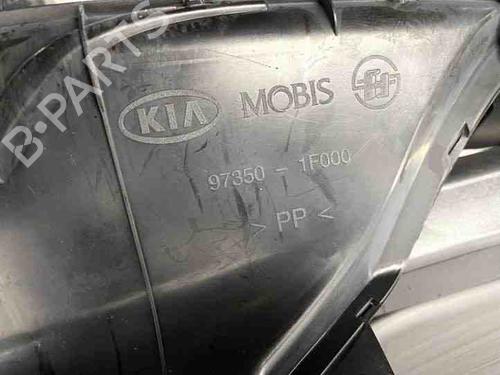 B-PARTS
KIA MOBIS
97350 - 1F000
> PP <